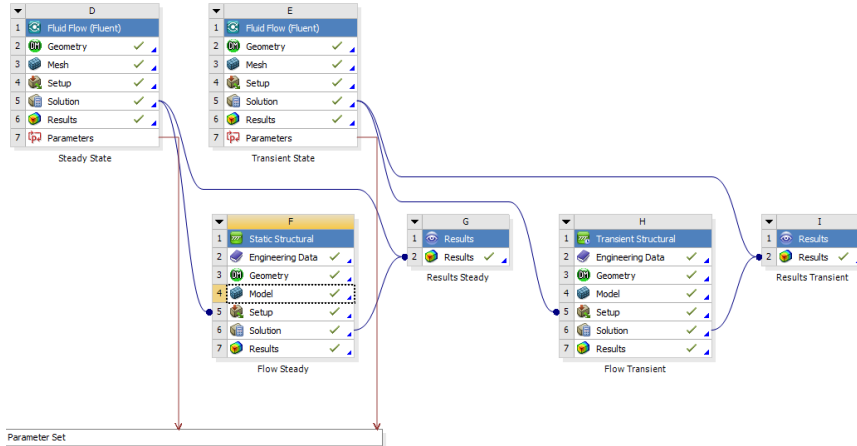 D
1 Fluid Flow (Fluent)
2 Geometry
3 Mesh
4 Setup
5 Solution
6 Results
7 Parameters
Steady State
E
1 Fluid Flow (Fluent)
2 Geometry
3 Mesh
4 Setup
5 Solution
6 Results
7 Parameters
Transient State
F
1 Static Structural
2 Engineering Data
3 Geometry
4 Model
5 Setup
6 Solution
7 Results
Flow Steady
G
1 Results
2 Results
Results Steady
H
1 Transient Structural
2 Engineering Data
3 Geometry
4 Model
5 Setup
6 Solution
7 Results
Flow Transient
I
1 Results
2 Results
Results Transient
Parameter Set